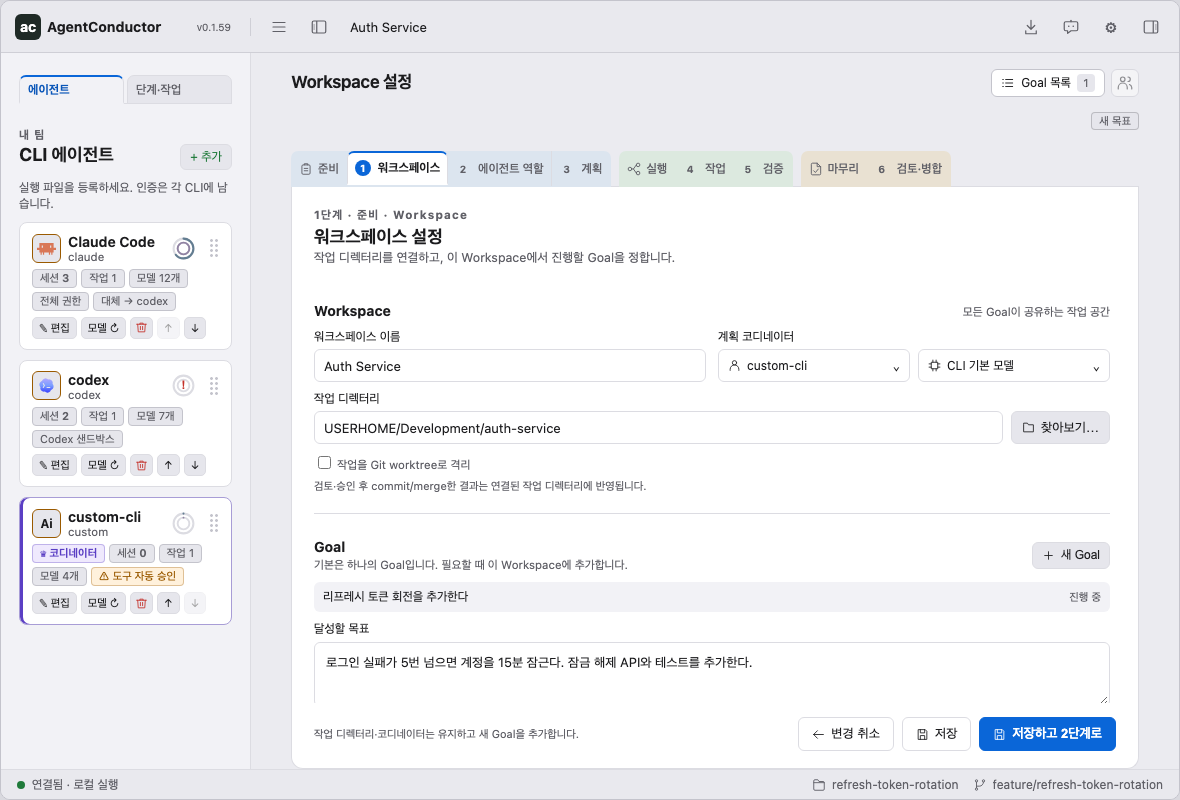 ac AgentConductor v0.1.59 Auth Service
에이전트 단계·작업
내 팀
CLI 에이전트
+ 추가
실행 파일을 등록하세요. 인증은 각 CLI에 남
습니다.
Claude Code
claude
세션 3 작업 1 모델 12개
전체 권한 대체 → codex
✎ 편집 모델 ↻ ↑ ↓
codex
codex
세션 2 작업 1 모델 7개
Codex 샌드박스
✎ 편집 모델 ↻ ↑ ↓
Ai custom-cli
custom
♛ 코디네이터 세션 0 작업 1
모델 4개 ⚠ 도구 자동 승인
✎ 편집 모델 ↻ ↑ ↓
Workspace 설정
Goal 목록 1
새 목표
준비 1 워크스페이스 2 에이전트 역할 3 계획 실행 4 작업 5 검증 마무리 6 검토·병합
1단계 · 준비 · Workspace
워크스페이스 설정
작업 디렉터리를 연결하고, 이 Workspace에서 진행할 Goal을 정합니다.
Workspace
모든 Goal이 공유하는 작업 공간
워크스페이스 이름 계획 코디네이터
Auth Service custom-cli CLI 기본 모델
작업 디렉터리
USERHOME/Development/auth-service 찾아보기...
작업을 Git worktree로 격리
검토·승인 후 commit/merge한 결과는 연결된 작업 디렉터리에 반영됩니다.
Goal
기본은 하나의 Goal입니다. 필요할 때 이 Workspace에 추가합니다.
+ 새 Goal
리프레시 토큰 회전을 추가한다 진행 중
달성할 목표
로그인 실패가 5번 넘으면 계정을 15분 잠근다. 잠금 해제 API와 테스트를 추가한다.
작업 디렉터리·코디네이터는 유지하고 새 Goal을 추가합니다.
← 변경 취소 저장 저장하고 2단계로
연결됨 · 로컬 실행 refresh-token-rotation feature/refresh-token-rotation